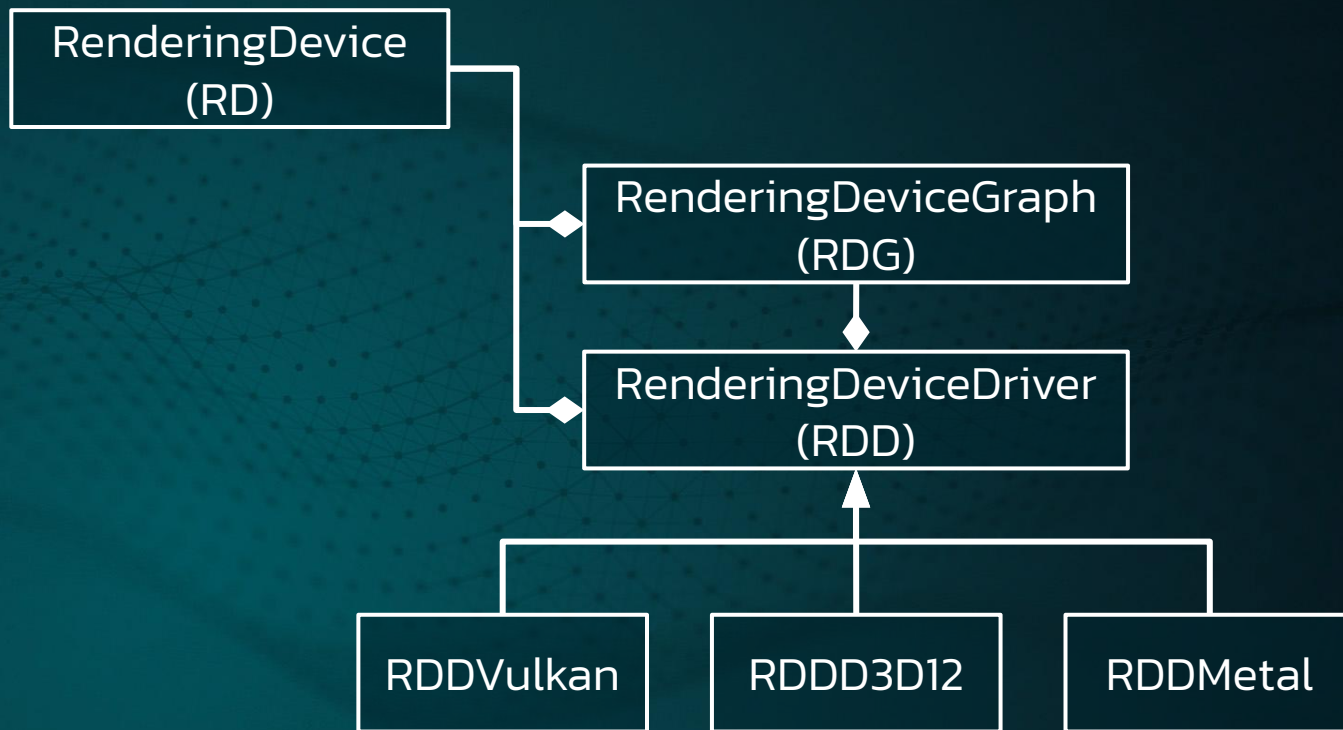 RenderingDevice
(RD)
RenderingDeviceGraph
(RDG)
RenderingDeviceDriver
(RDD)
RDDVulkan
RDDD3D12
RDDMetal